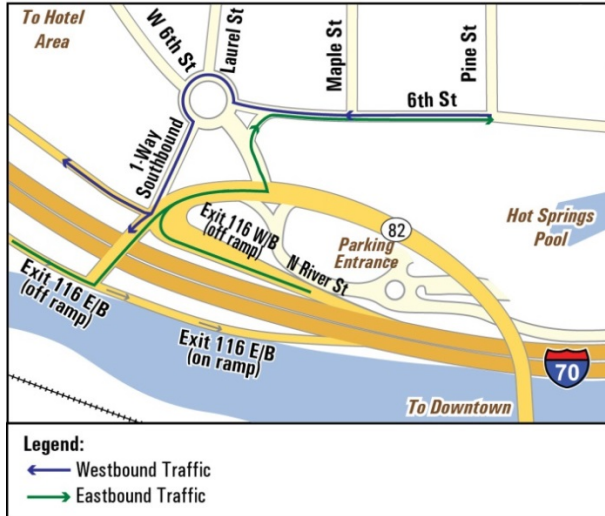 To Hotel
Area
W 6th St
Laurel St
Maple St
Pine St
6th St
1-Way
Southbound
82
Hot Springs
Pool
Exit 116 W/B
(off ramp)
Parking
Entrance
N River St
Exit 116 E/B
(off ramp)
Exit 116 E/B
(on ramp)
70
To Downtown
Legend:
Westbound Traffic
Eastbound Traffic